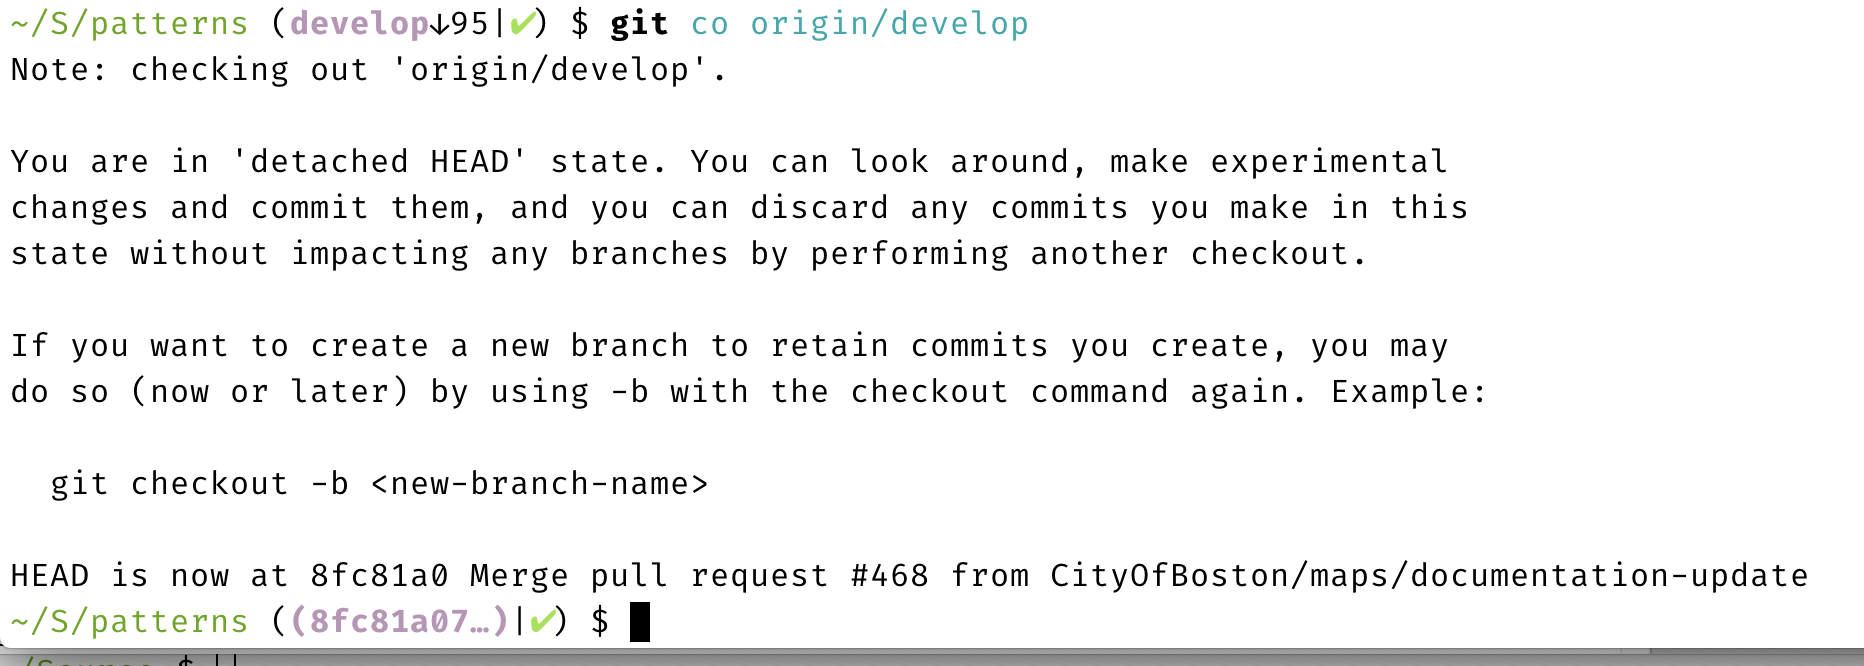 ~/S/patterns (develop↓95|✔) $ git co origin/develop
Note: checking out 'origin/develop'.
You are in 'detached HEAD' state. You can look around, make experimental
changes and commit them, and you can discard any commits you make in this
state without impacting any branches by performing another checkout.
If you want to create a new branch to retain commits you create, you may
do so (now or later) by using -b with the checkout command again. Example:
git checkout -b <new-branch-name>
HEAD is now at 8fc81a0 Merge pull request #468 from CityOfBoston/maps/documentation-update
~/S/patterns ((8fc81a07…)|✔) $